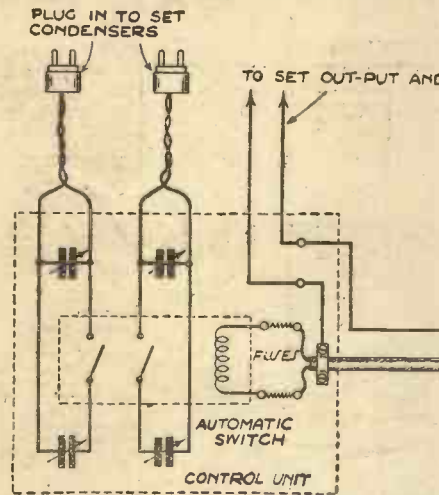 PLUG IN TO SET
CONDENSERS
TO SET OUT-PUT AND
FUSES
AUTOMATIC
SWITCH
CONTROL UNIT